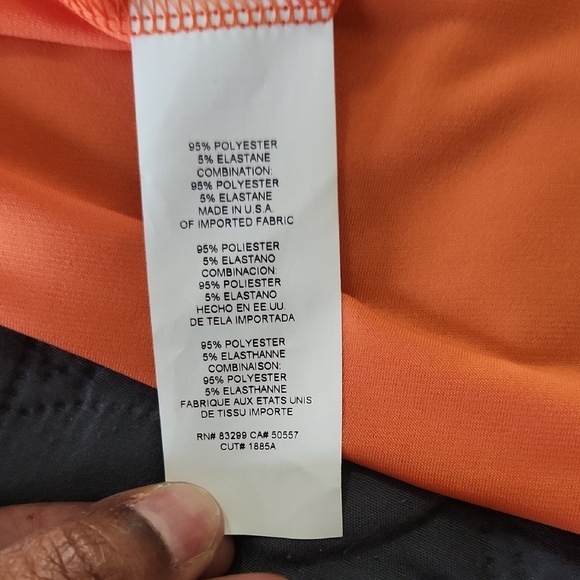 95% POLYESTER
5% ELASTANE
COMBINATION:
95% POLYESTER
5% ELASTANE
MADE IN U.S.A.
OF IMPORTED FABRIC
95% POLIESTER
5% ELASTANO
COMBINACION:
95% POLIESTER
5% ELASTANO
HECHO EN EE.UU.
DE TELA IMPORTADA
95% POLYESTER
5% ELASTHANNE
COMBINAISON:
95% POLYESTER
5% ELASTHANNE
FABRIQUE AUX ETATS UNIS
DE TISSU IMPORTE
RN# 83299 CA# 50557
CUT# 1885A